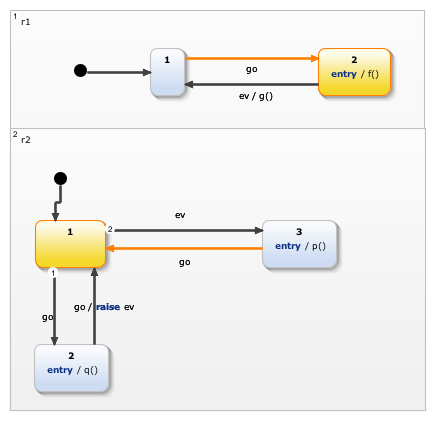 1 r1
1
2
entry / f()
go
ev / g()
2 r2
ev
1
2
3
entry / p()
go
1
go / raise ev
go
2
entry / q()